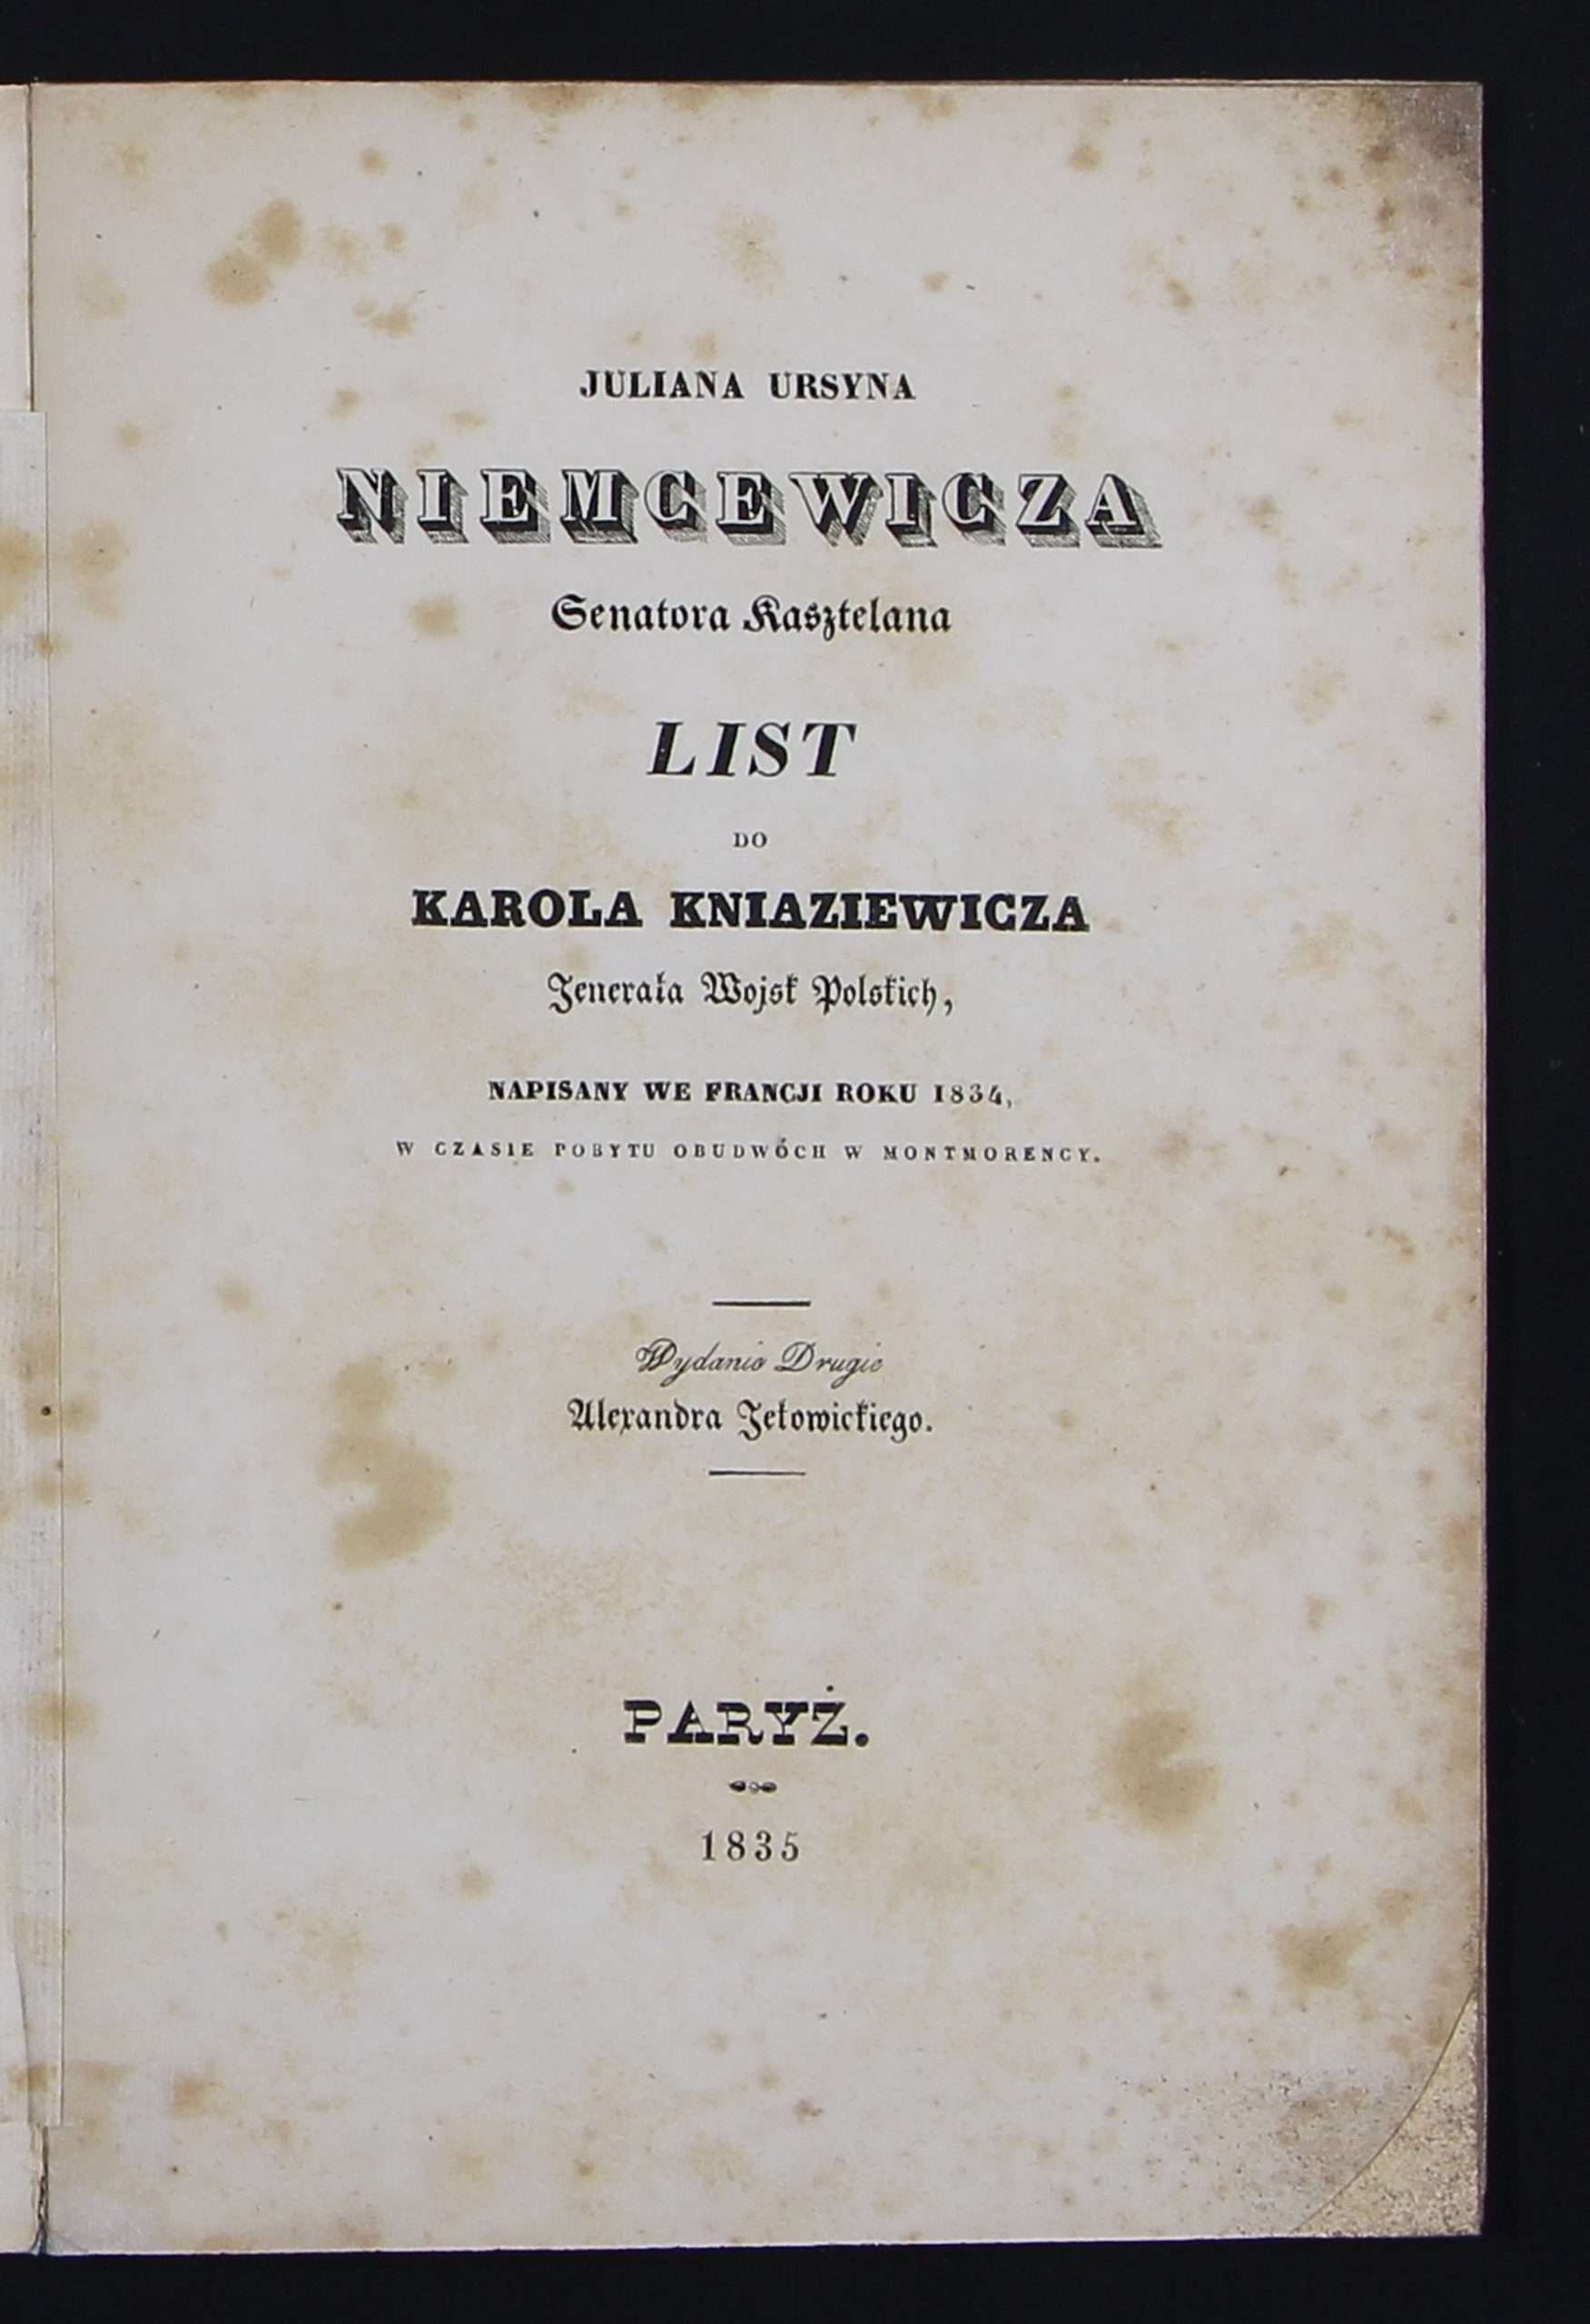 JULIANA URSYNA
NIEMCEWICZA
Senatora Kasztelana
LIST
DO
KAROLA KNIAZIEWICZA
Jenerała Wojsk Polskich,
NAPISANY WE FRANCJI ROKU 1834,
W CZASIE POBYTU OBUDWÓCH W MONTMORENCY.
Wydanie Drugie
Alexandra Jełowickiego.
PARYŻ.
1835